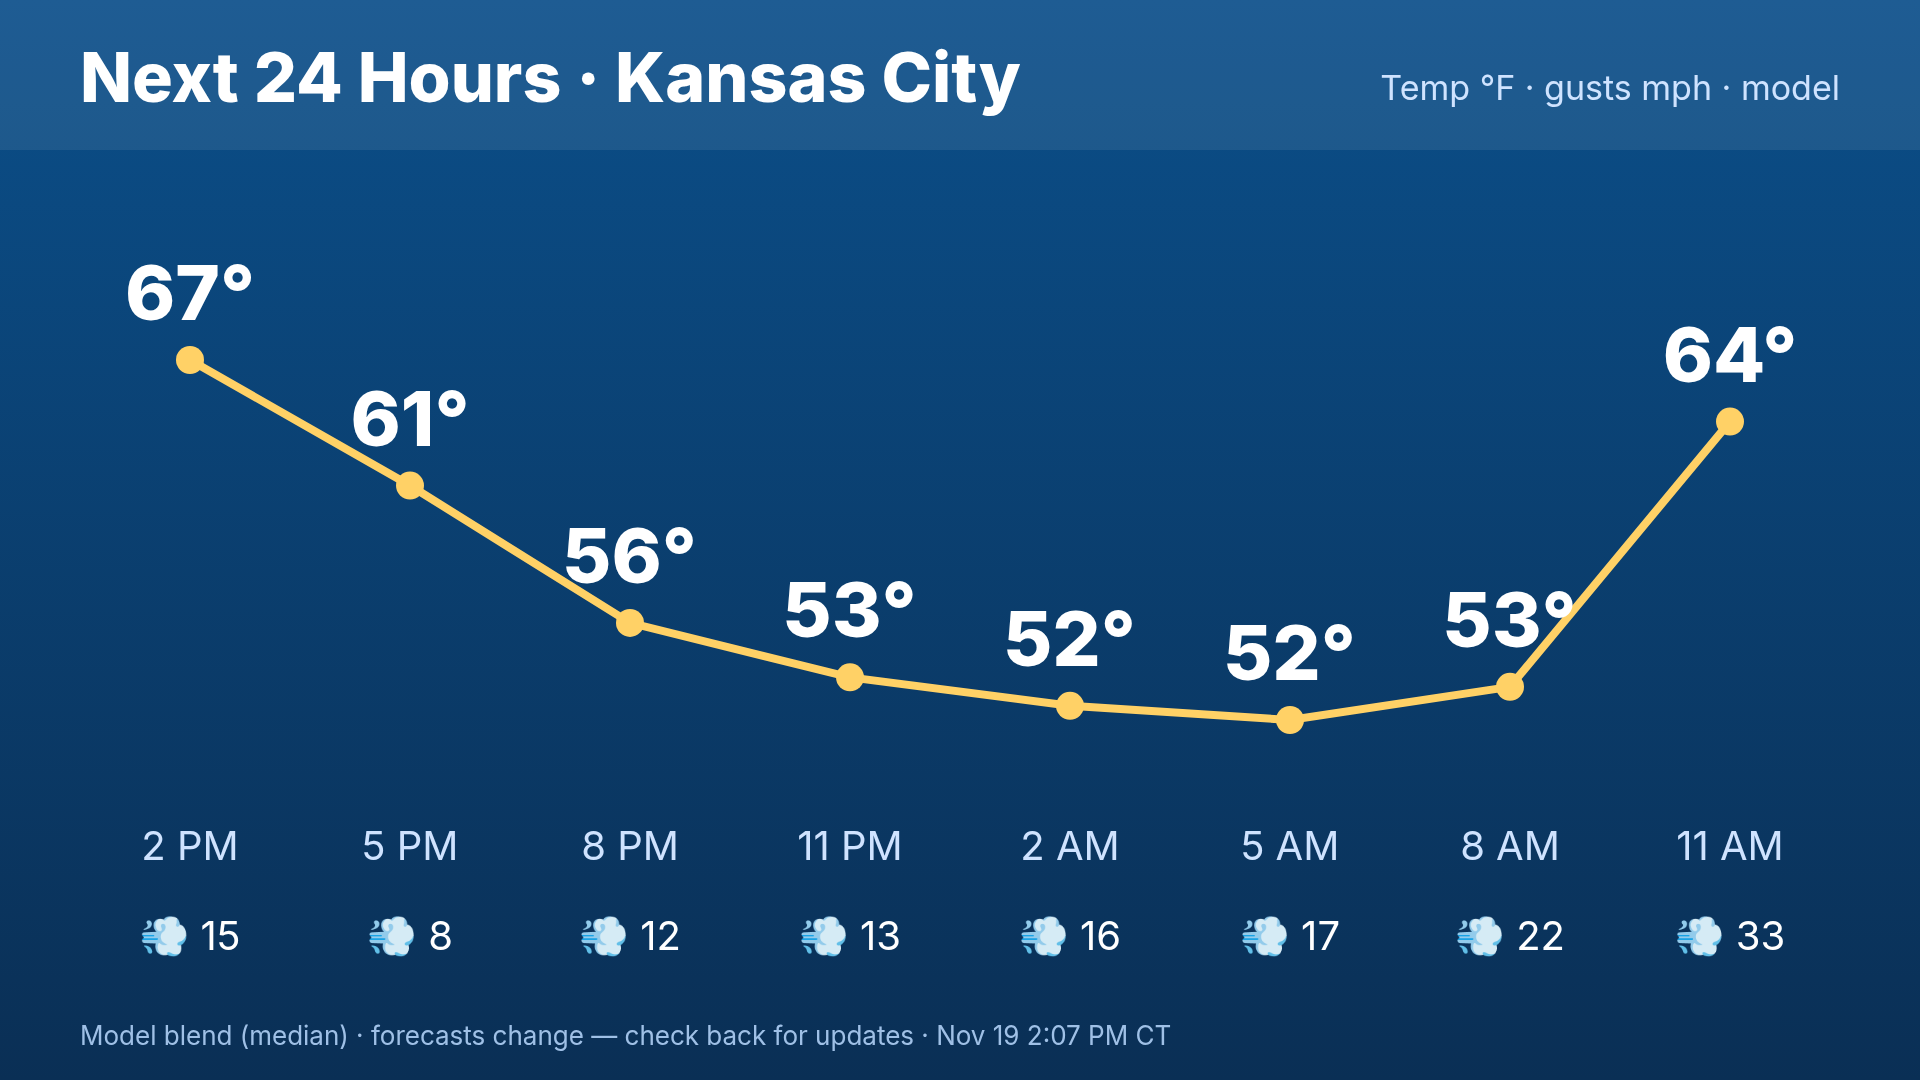 Next 24 Hours · Kansas City
Temp °F · gusts mph · model
67°
61°
56°
53°
52°
52°
53°
64°
2 PM
5 PM
8 PM
11 PM
2 AM
5 AM
8 AM
11 AM
💨 15
💨 8
💨 12
💨 13
💨 16
💨 17
💨 22
💨 33
Model blend (median) · forecasts change — check back for updates · Nov 19 2:07 PM CT